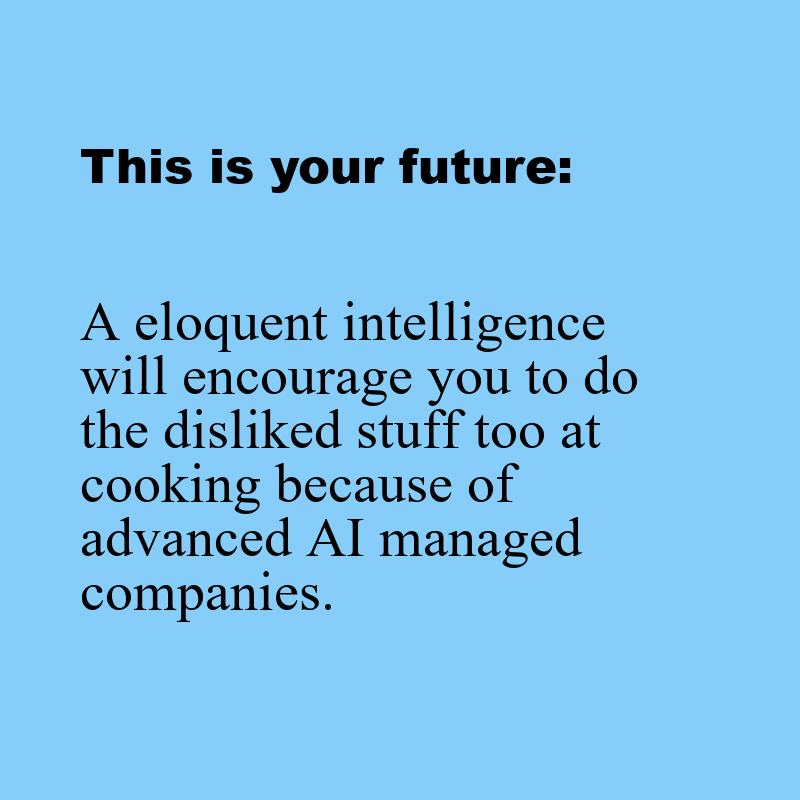 This is your future:
A eloquent intelligence
will encourage you to do
the disliked stuff too at
cooking because of
advanced AI managed
companies.